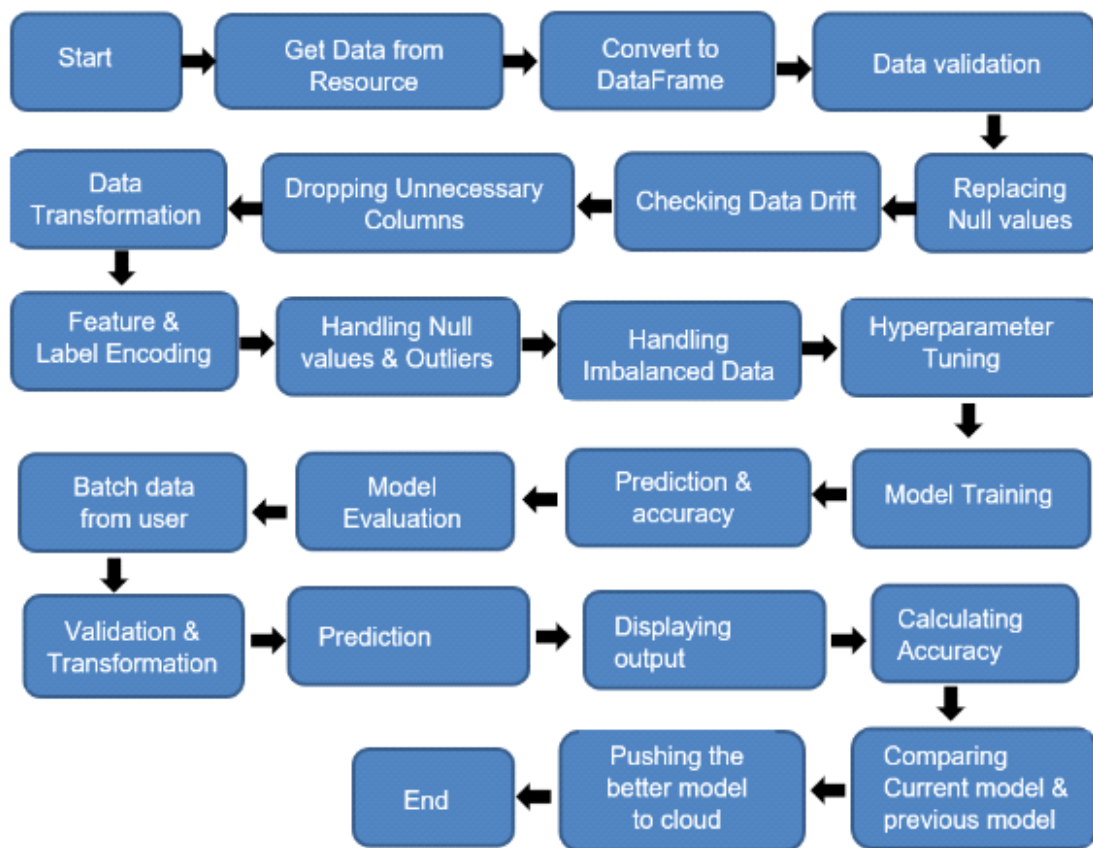 Start
Get Data from
Resource
Convert to
DataFrame
Data validation
Replacing
Null values
Checking Data Drift
Dropping Unnecessary
Columns
Data
Transformation
Feature &
Label Encoding
Handling Null
values & Outliers
Handling
Imbalanced Data
Hyperparameter
Tuning
Model Training
Prediction &
accuracy
Model
Evaluation
Batch data
from user
Validation &
Transformation
Prediction
Displaying
output
Calculating
Accuracy
Comparing
Current model &
previous model
Pushing the
better model
to cloud
End